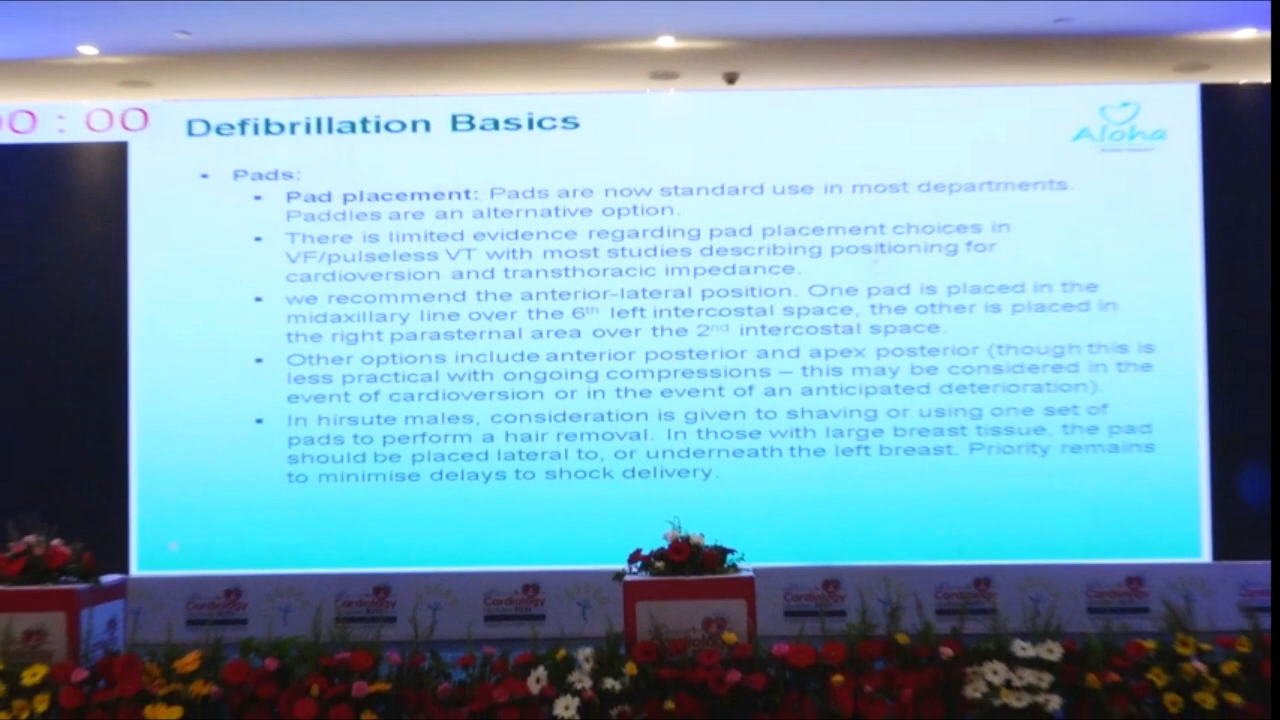 00 : 00
Defibrillation Basics
Aloha
Pads:
Pad placement: Pads are now standard use in most departments.
Paddles are an alternative option.
There is limited evidence regarding pad placement choices in
VF/pulseless VT with most studies describing positioning for
cardioversion and transthoracic impedance.
we recommend the anterior-lateral position. One pad is placed in the
midaxillary line over the 6th left intercostal space, the other is placed in
the right parasternal area over the 2nd intercostal space.
Other options include anterior posterior and apex posterior (though this is
less practical with ongoing compressions – this may be considered in the
event of cardioversion or in the event of an anticipated deterioration).
In hirsute males, consideration is given to shaving or using one set of
pads to perform a hair removal. In those with large breast tissue, the pad
should be placed lateral to, or underneath the left breast. Priority remains
to minimise delays to shock delivery.
Cardiology
Cardiology
Cardiology
Cardiology
Cardiology
Cardiology